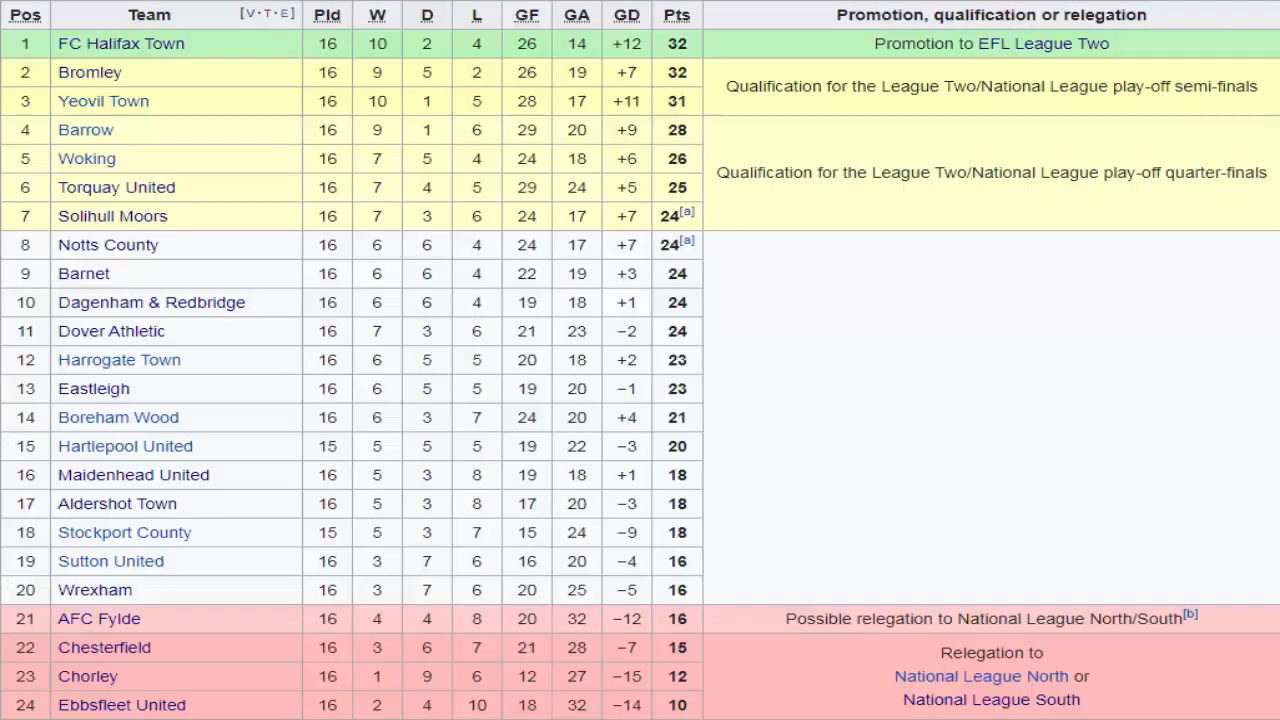 Pos Team [V·T·E] Pld W D L GF GA GD Pts Promotion, qualification or relegation
1 FC Halifax Town 16 10 2 4 26 14 +12 32 Promotion to EFL League Two
2 Bromley 16 9 5 2 26 19 +7 32
Qualification for the League Two/National League play-off semi-finals
3 Yeovil Town 16 10 1 5 28 17 +11 31
4 Barrow 16 9 1 6 29 20 +9 28
5 Woking 16 7 5 4 24 18 +6 26
Qualification for the League Two/National League play-off quarter-finals
6 Torquay United 16 7 4 5 29 24 +5 25
7 Solihull Moors 16 7 3 6 24 17 +7 24[a]
8 Notts County 16 6 6 4 24 17 +7 24[a]
9 Barnet 16 6 6 4 22 19 +3 24
10 Dagenham & Redbridge 16 6 6 4 19 18 +1 24
11 Dover Athletic 16 7 3 6 21 23 −2 24
12 Harrogate Town 16 6 5 5 20 18 +2 23
13 Eastleigh 16 6 5 5 19 20 −1 23
14 Boreham Wood 16 6 3 7 24 20 +4 21
15 Hartlepool United 15 5 5 5 19 22 −3 20
16 Maidenhead United 16 5 3 8 19 18 +1 18
17 Aldershot Town 16 5 3 8 17 20 −3 18
18 Stockport County 15 5 3 7 15 24 −9 18
19 Sutton United 16 3 7 6 16 20 −4 16
20 Wrexham 16 3 7 6 20 25 −5 16
21 AFC Fylde 16 4 4 8 20 32 −12 16 Possible relegation to National League North/South[b]
22 Chesterfield 16 3 6 7 21 28 −7 15
Relegation to
23 Chorley 16 1 9 6 12 27 −15 12 National League North or
24 Ebbsfleet United 16 2 4 10 18 32 −14 10 National League South